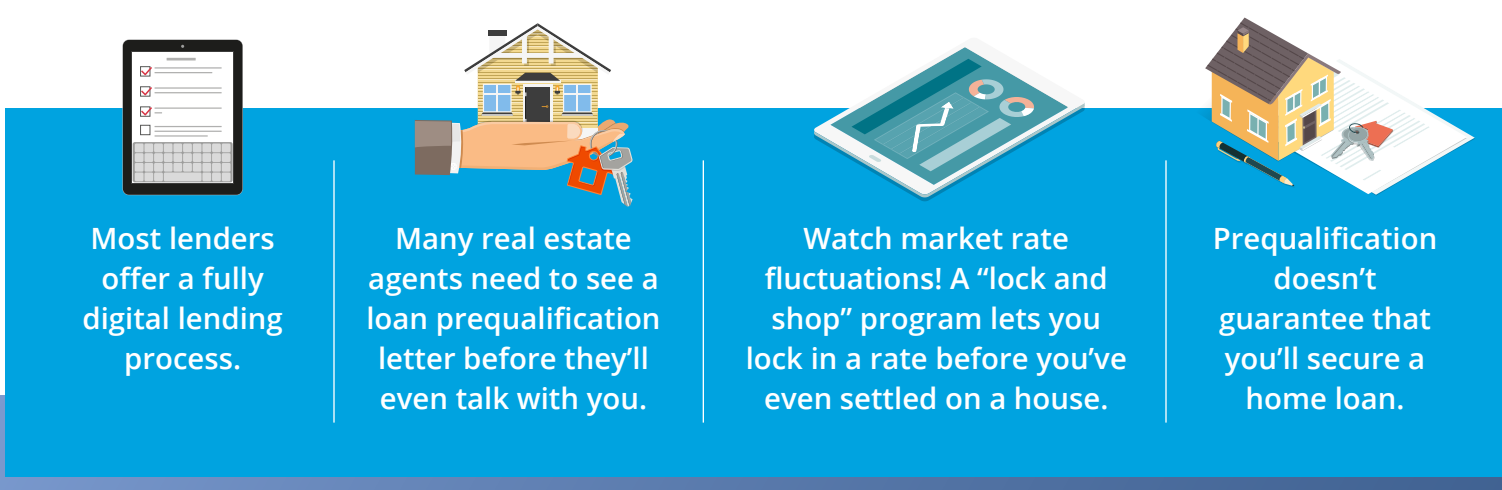 Most lenders
offer a fully
digital lending
process.
Many real estate
agents need to see a
loan prequalification
letter before they’ll
even talk with you.
Watch market rate
fluctuations! A “lock and
shop” program lets you
lock in a rate before you’ve
even settled on a house.
Prequalification
doesn’t
guarantee that
you’ll secure a
home loan.